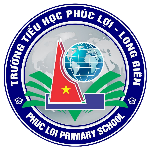 TRƯỜNG TIỂU HỌC PHÚC LỢI - LONG BIÊN
PHUC LOI PRIMARY SCHOOL